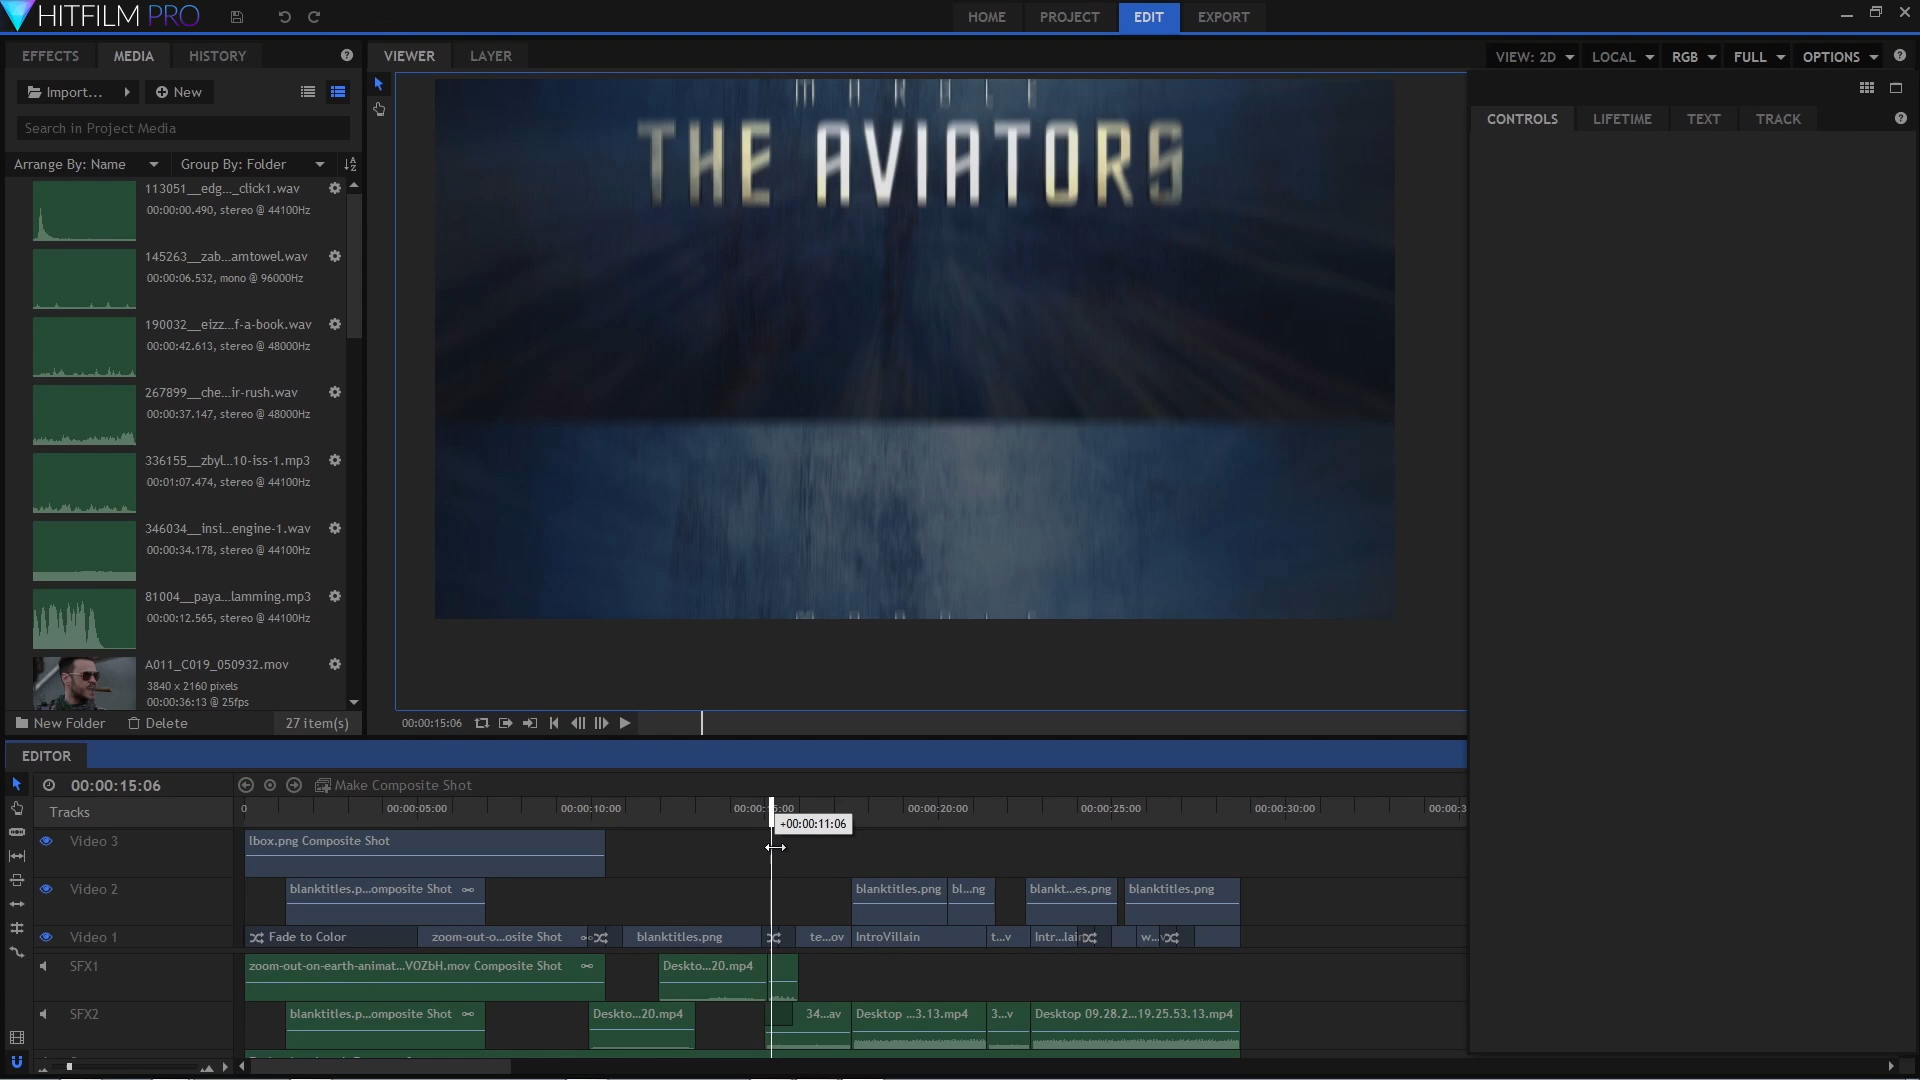 HITFILM PRO
HOME
PROJECT
EDIT
EXPORT
EFFECTS
MEDIA
HISTORY
VIEWER
LAYER
VIEW: 2D
LOCAL
RGB
FULL
OPTIONS
Import...
New
Search in Project Media
Arrange By: Name
Group By: Folder
CONTROLS
LIFETIME
TEXT
TRACK
113051__edg..._click1.wav
00:00:00.490, stereo @ 44100Hz
145263__zab...amtowel.wav
00:00:06.532, mono @ 96000Hz
190032__eizz...f-a-book.wav
00:00:42.613, stereo @ 48000Hz
267899__che...ir-rush.wav
00:00:37.147, stereo @ 48000Hz
336155__zbyl...10-iss-1.mp3
00:01:07.474, stereo @ 44100Hz
346034__insi...engine-1.wav
00:00:34.178, stereo @ 44100Hz
81004__paya...lamming.mp3
00:00:12.565, stereo @ 44100Hz
A011_C019_050932.mov
3840 x 2160 pixels
00:00:36:13 @ 25fps
New Folder
Delete
27 item(s)
THE AVIATORS
00:00:15:06
EDITOR
00:00:15:06
Make Composite Shot
Tracks
0
00:00:05:00
00:00:10:00
00:00:15:00
00:00:20:00
00:00:25:00
00:00:30:00
00:00:3
+00:00:11:06
Video 3
lbox.png Composite Shot
Video 2
blanktitles.p...omposite Shot
blanktitles.png
bl...ng
blankt...es.png
blanktitles.png
Video 1
Fade to Color
zoom-out-o...osite Shot
blanktitles.png
te...ov
IntroVillain
t...v
Intr...lain
w...v
SFX1
zoom-out-on-earth-animat...VOZbH.mov Composite Shot
Deskto...20.mp4
SFX2
blanktitles.p...omposite Shot
Deskto...20.mp4
34...av
Desktop ...3.13.mp4
3...v
Desktop 09.28.2...19.25.53.13.mp4